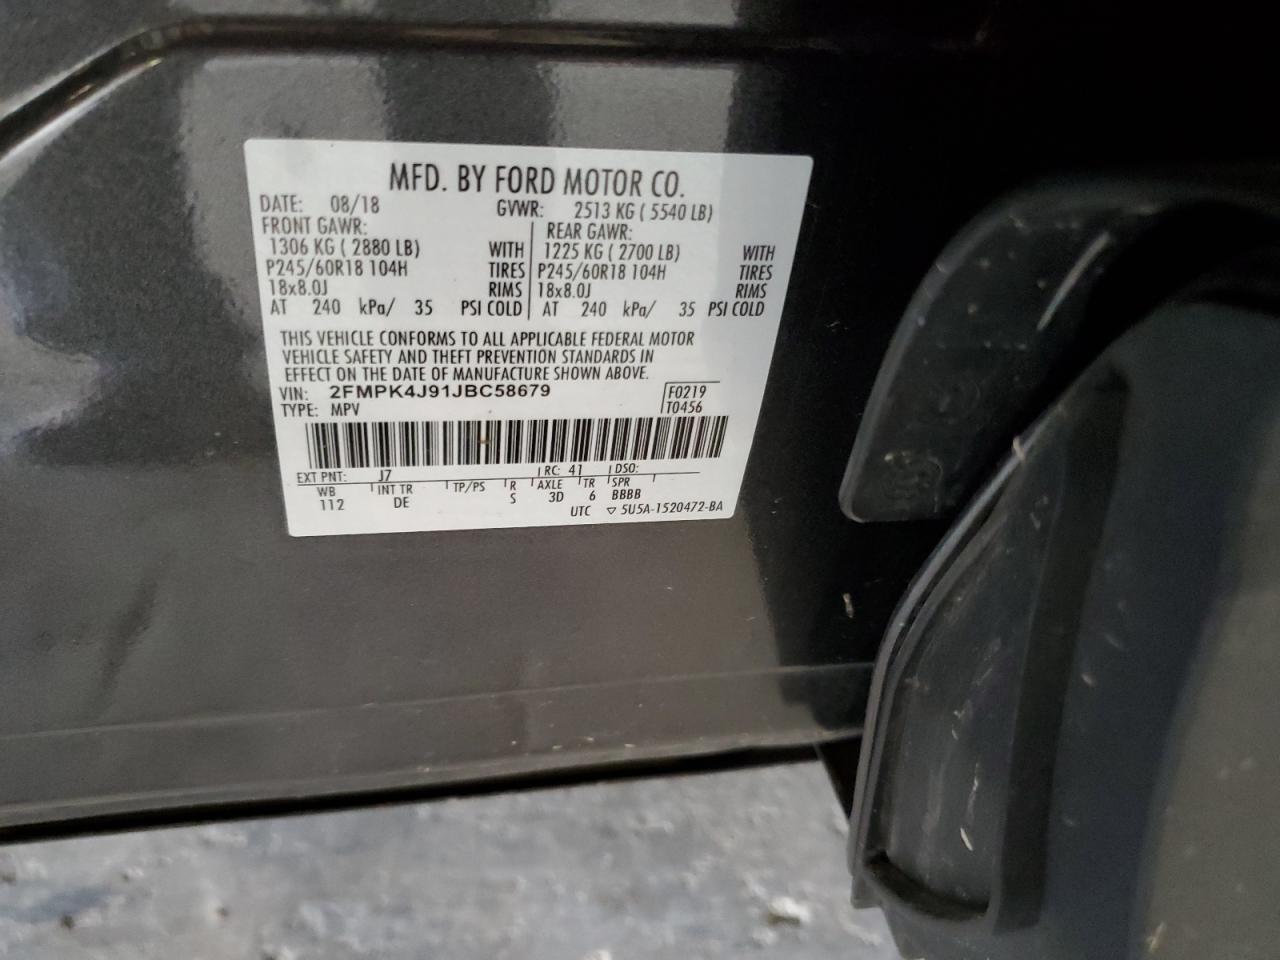 MFD. BY FORD MOTOR CO.
DATE: 08/18 GVWR: 2513 KG ( 5540 LB)
FRONT GAWR: REAR GAWR:
1306 KG ( 2880 LB) WITH 1225 KG ( 2700 LB) WITH
P245/60R18 104H TIRES P245/60R18 104H TIRES
18x8.0J RIMS 18x8.0J RIMS
AT 240 kPa/ 35 PSI COLD AT 240 kPa/ 35 PSI COLD
THIS VEHICLE CONFORMS TO ALL APPLICABLE FEDERAL MOTOR
VEHICLE SAFETY AND THEFT PREVENTION STANDARDS IN
EFFECT ON THE DATE OF MANUFACTURE SHOWN ABOVE.
VIN: 2FMPK4J91JBC58679 F0219
TYPE: MPV T0456
EXT PNT: J7 RC: 41 DSO:
WB INT TR TP/PS R AXLE TR SPR
112 DE S 3D 6 BBBB
UTC ▽ 5U5A-1520472-BA